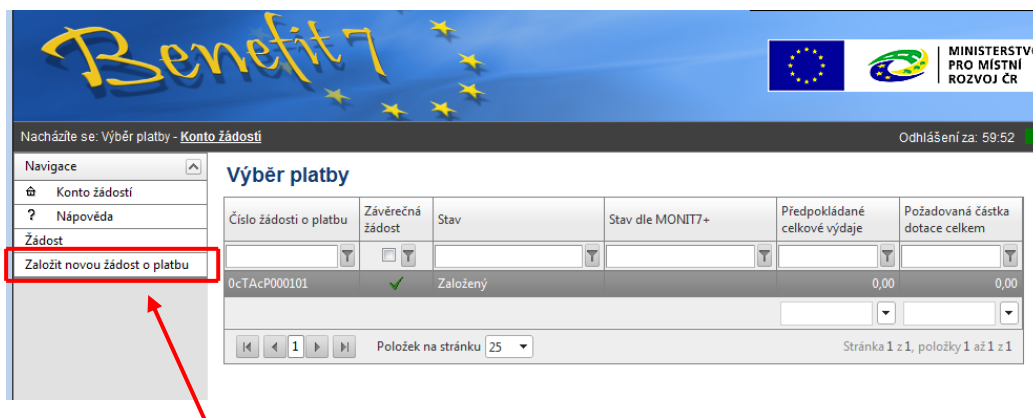 Benefit7
MINISTERSTVO
PRO MÍSTNÍ
ROZVOJ ČR
Nacházíte se: Výběr platby - Konto žádostí
Odhlášení za: 59:52
Navigace
Konto žádostí
? Nápověda
Žádost
Založit novou žádost o platbu
Výběr platby
Číslo žádosti o platbu Závěrečná žádost Stav Stav dle MONIT7+ Předpokládané celkové výdaje Požadovaná částka dotace celkem
0cTAcP000101 Založený 0,00 0,00
1 Položek na stránku 25 Stránka 1 z 1, položky 1 až 1 z 1